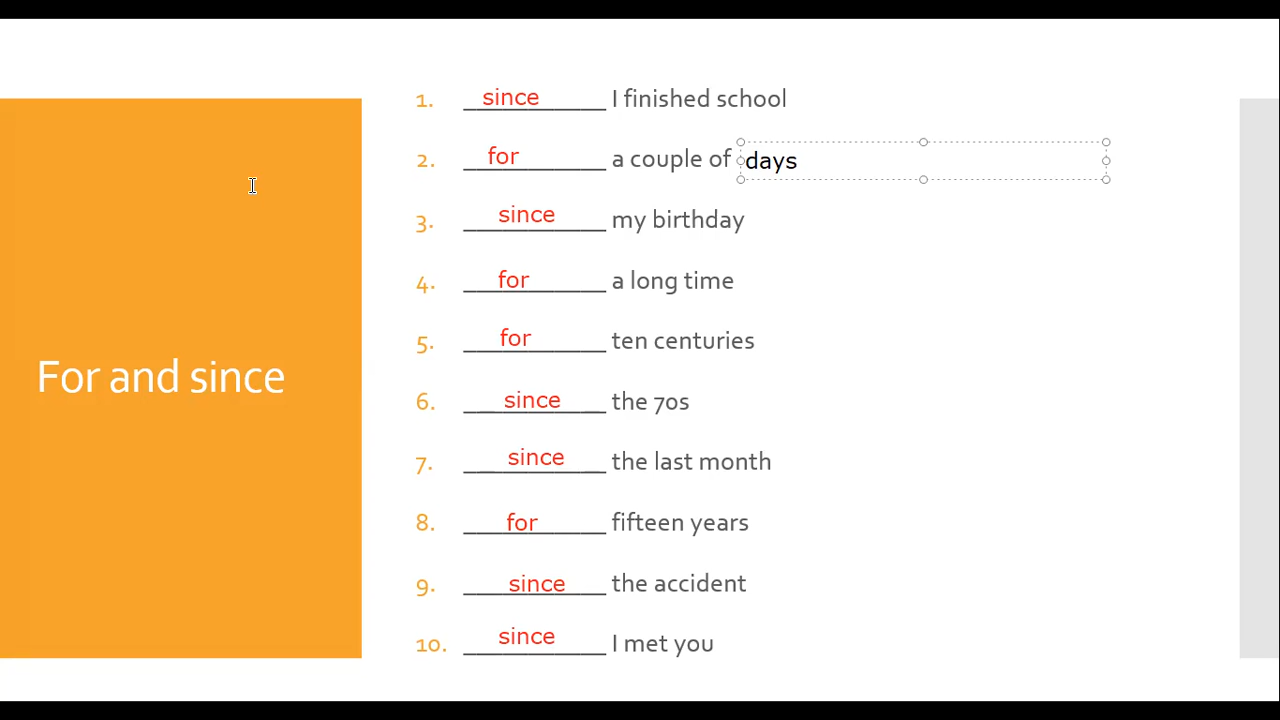 For and since
1. since I finished school
2. for a couple of days
3. since my birthday
4. for a long time
5. for ten centuries
6. since the 70s
7. since the last month
8. for fifteen years
9. since the accident
10. since I met you